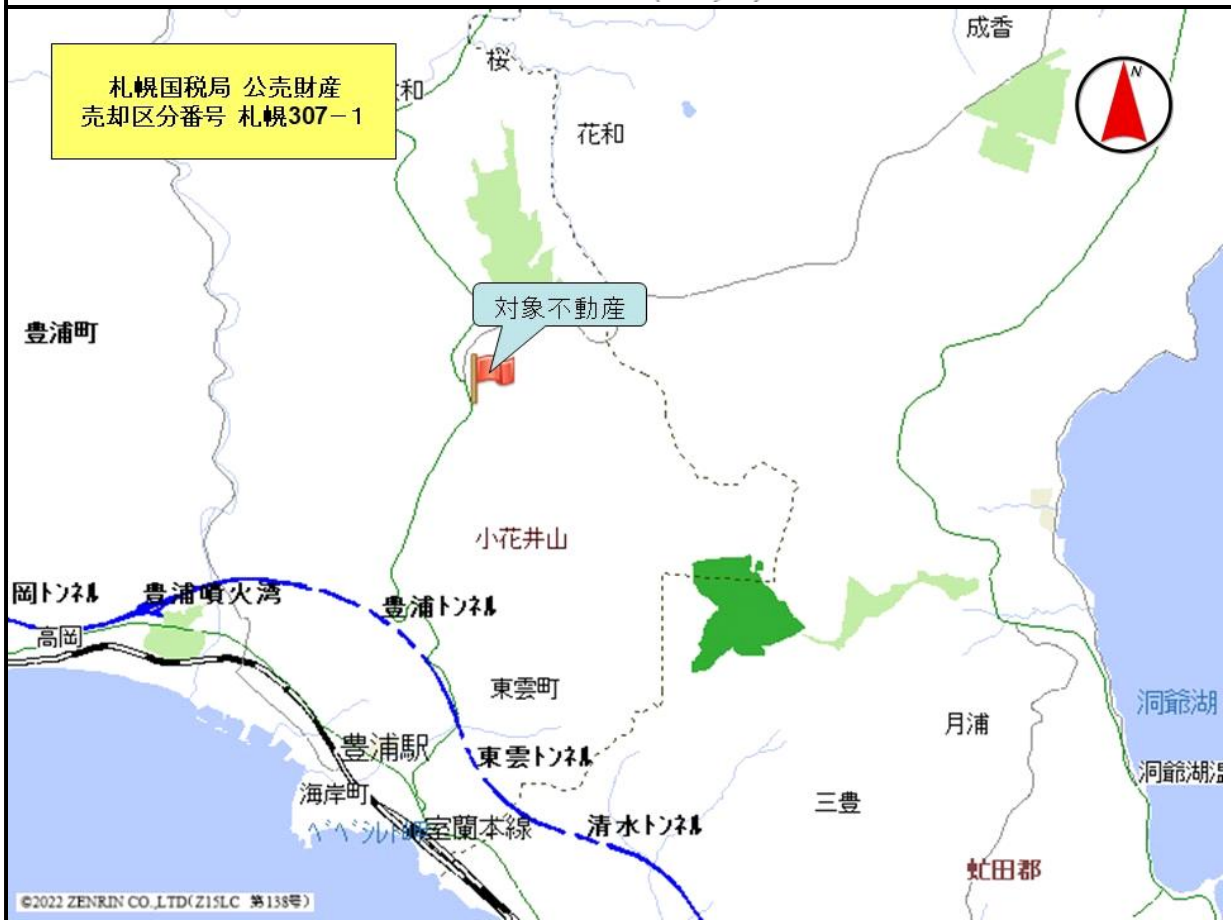 成香
札幌国税局 公売財産
売却区分番号 札幌307－1
桜
和
花和
N
対象不動産
豊浦町
小花井山
岡トンネル
豊浦噴火湾
豊浦トンネル
高岡
東雲町
洞爺湖
豊浦駅
月浦
東雲トンネル
洞爺湖温
海岸町
三豊
室蘭本線
清水トンネル
虻田郡
©2022 ZENRIN CO.,LTD(Z15LC 第138号)